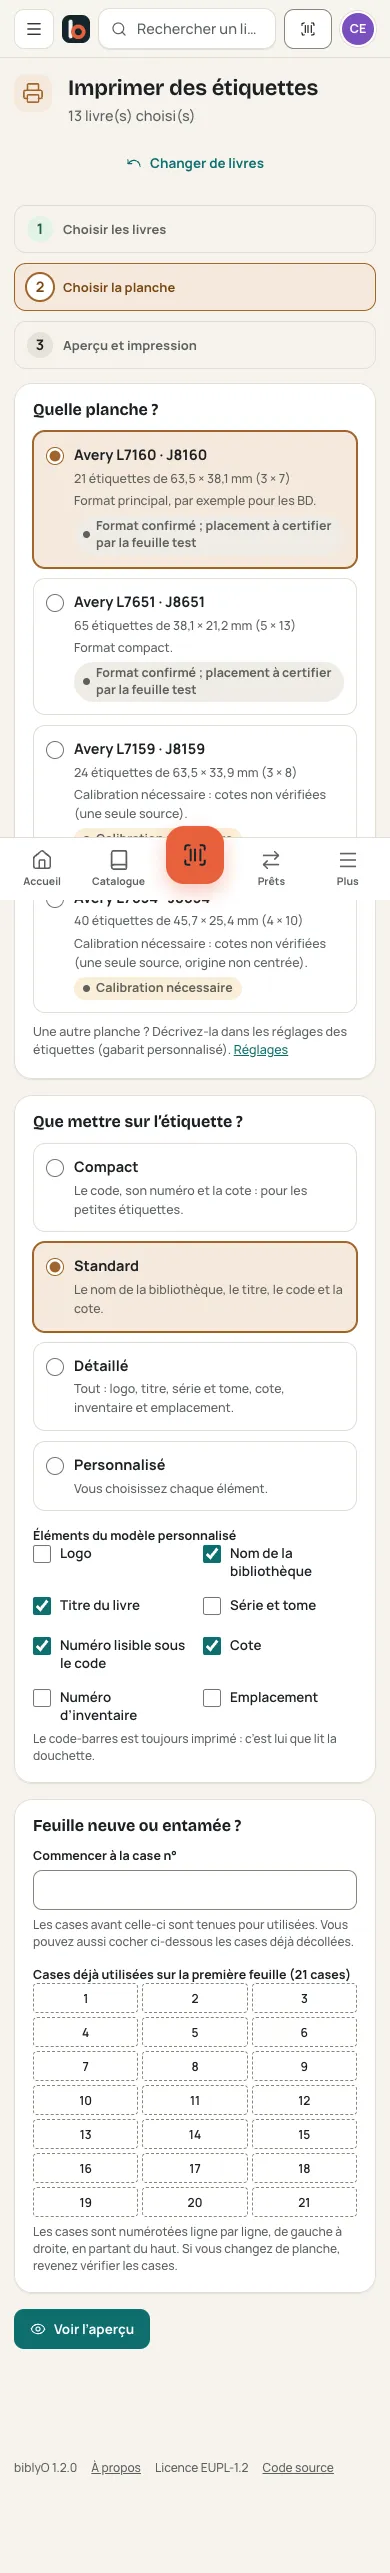 bo
Rechercher un li…
CE
Imprimer des étiquettes
13 livre(s) choisi(s)
Changer de livres
1 Choisir les livres
2 Choisir la planche
3 Aperçu et impression
Quelle planche ?
Avery L7160 · J8160
21 étiquettes de 63,5 × 38,1 mm (3 × 7)
Format principal, par exemple pour les BD.
Format confirmé ; placement à certifier
par la feuille test
Avery L7651 · J8651
65 étiquettes de 38,1 × 21,2 mm (5 × 13)
Format compact.
Format confirmé ; placement à certifier
par la feuille test
Avery L7159 · J8159
24 étiquettes de 63,5 × 33,9 mm (3 × 8)
Calibration nécessaire : cotes non vérifiées
(une seule source).
Accueil
Catalogue
Prêts
Plus
40 étiquettes de 45,7 × 25,4 mm (4 × 10)
Calibration nécessaire : cotes non vérifiées
(une seule source, origine non centrée).
Calibration nécessaire
Une autre planche ? Décrivez-la dans les réglages des
étiquettes (gabarit personnalisé). Réglages
Que mettre sur l’étiquette ?
Compact
Le code, son numéro et la cote : pour les
petites étiquettes.
Standard
Le nom de la bibliothèque, le titre, le code et la
cote.
Détaillé
Tout : logo, titre, série et tome, cote,
inventaire et emplacement.
Personnalisé
Vous choisissez chaque élément.
Éléments du modèle personnalisé
Logo
Nom de la
bibliothèque
Titre du livre
Série et tome
Numéro lisible sous
le code
Cote
Numéro
d’inventaire
Emplacement
Le code-barres est toujours imprimé : c’est lui que lit la
douchette.
Feuille neuve ou entamée ?
Commencer à la case n°
Les cases avant celle-ci sont tenues pour utilisées. Vous
pouvez aussi cocher ci-dessous les cases déjà décollées.
Cases déjà utilisées sur la première feuille (21 cases)
1 2 3
4 5 6
7 8 9
10 11 12
13 14 15
16 17 18
19 20 21
Les cases sont numérotées ligne par ligne, de gauche à
droite, en partant du haut. Si vous changez de planche,
revenez vérifier les cases.
Voir l’aperçu
biblyO 1.2.0 À propos Licence EUPL-1.2 Code source